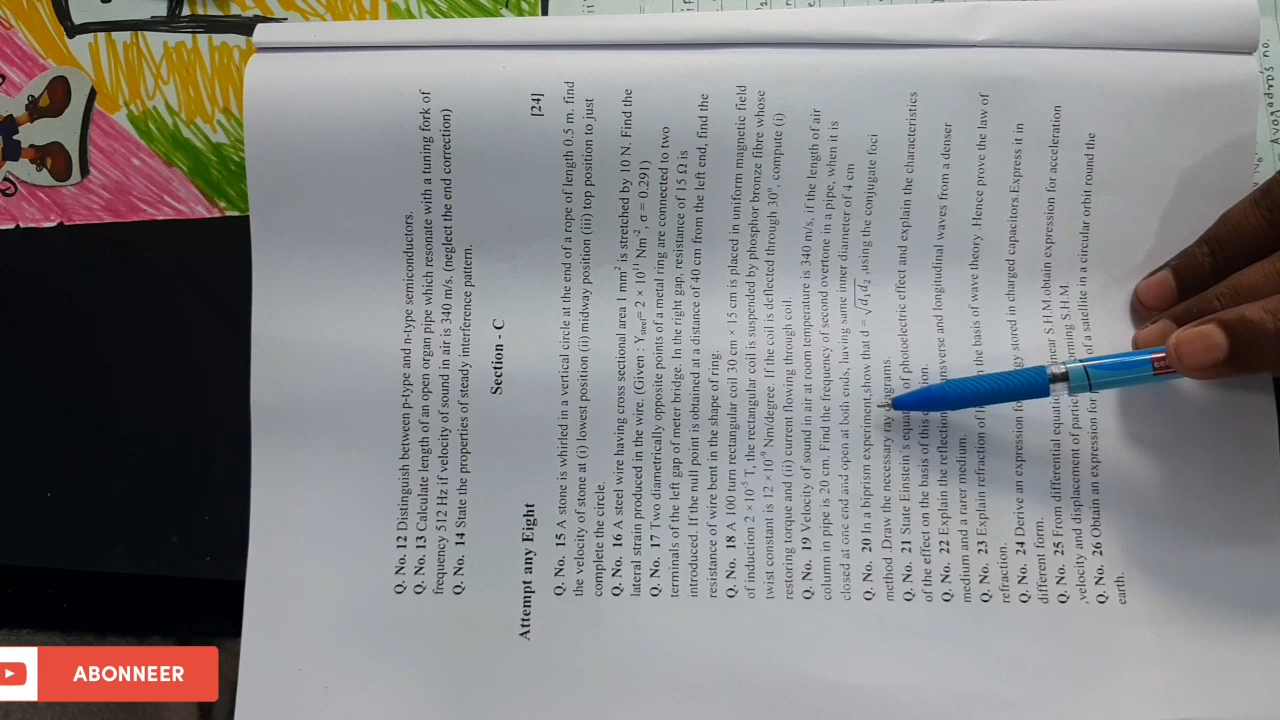 Q. No. 12 Distinguish between p-type and n-type semiconductors.
Q. No. 13 Calculate length of an open organ pipe which resonate with a tuning fork of
frequency 512 Hz if velocity of sound in air is 340 m/s. (neglect the end correction)
Q. No. 14 State the properties of steady interference pattern.
Section - C
Attempt any Eight [24]
Q. No. 15 A stone is whirled in a vertical circle at the end of a rope of length 0.5 m. find
the velocity of stone at (i) lowest position (ii) midway position (iii) top position to just
complete the circle.
Q. No. 16 A steel wire having cross sectional area 1 mm² is stretched by 10 N. Find the
lateral strain produced in the wire. (Given : Ysteel= 2 × 10¹¹ Nm⁻², σ = 0.291)
Q. No. 17 Two diametrically opposite points of a metal ring are connected to two
terminals of the left gap of meter bridge. In the right gap, resistance of 15 Ω is
introduced. If the null point is obtained at a distance of 40 cm from the left end, find the
resistance of wire bent in the shape of ring.
Q. No. 18 A 100 turn rectangular coil 30 cm × 15 cm is placed in uniform magnetic field
of induction 2 ×10⁻⁵ T, the rectangular coil is suspended by phosphor bronze fibre whose
twist constant is 12 ×10⁻⁹ Nm/degree. If the coil is deflected through 30°, compute (i)
restoring torque and (ii) current flowing through coil.
Q. No. 19 Velocity of sound in air at room temperature is 340 m/s, if the length of air
column in pipe is 20 cm. Find the frequency of second overtone in a pipe, when it is
closed at one end and open at both ends, having same inner diameter of 4 cm
Q. No. 20 In a biprism experiment,show that d = √d₁d₂ ,using the conjugate foci
method .Draw the necessary ray diagrams.
Q. No. 21 State Einstein's of photoelectric effect and explain the characteristics
of the effect on the basis of this
Q. No. 22 Explain the reflection and longitudinal waves from a denser
medium and a rarer medium.
Q. No. 23 Explain refraction of the basis of wave theory .Hence prove the law of
refraction.
Q. No. 24 Derive an expression stored in charged capacitors.Express it in
different form.
Q. No. 25 From differential S.H.M.obtain expression for acceleration
,velocity and displacement of S.H.M.
Q. No. 26 Obtain an expression of a satellite in a circular orbit round the
earth.
ABONNEER